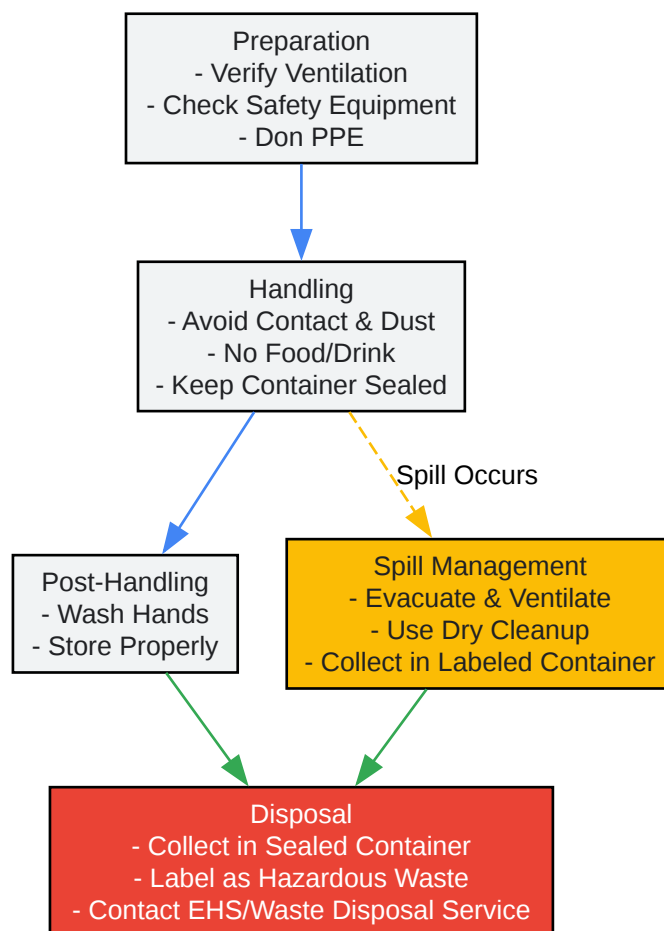 Preparation
- Verify Ventilation
- Check Safety Equipment
- Don PPE
Handling
- Avoid Contact & Dust
- No Food/Drink
- Keep Container Sealed
Spill Occurs
Post-Handling
- Wash Hands
- Store Properly
Spill Management
- Evacuate & Ventilate
- Use Dry Cleanup
- Collect in Labeled Container
Disposal
- Collect in Sealed Container
- Label as Hazardous Waste
- Contact EHS/Waste Disposal Service